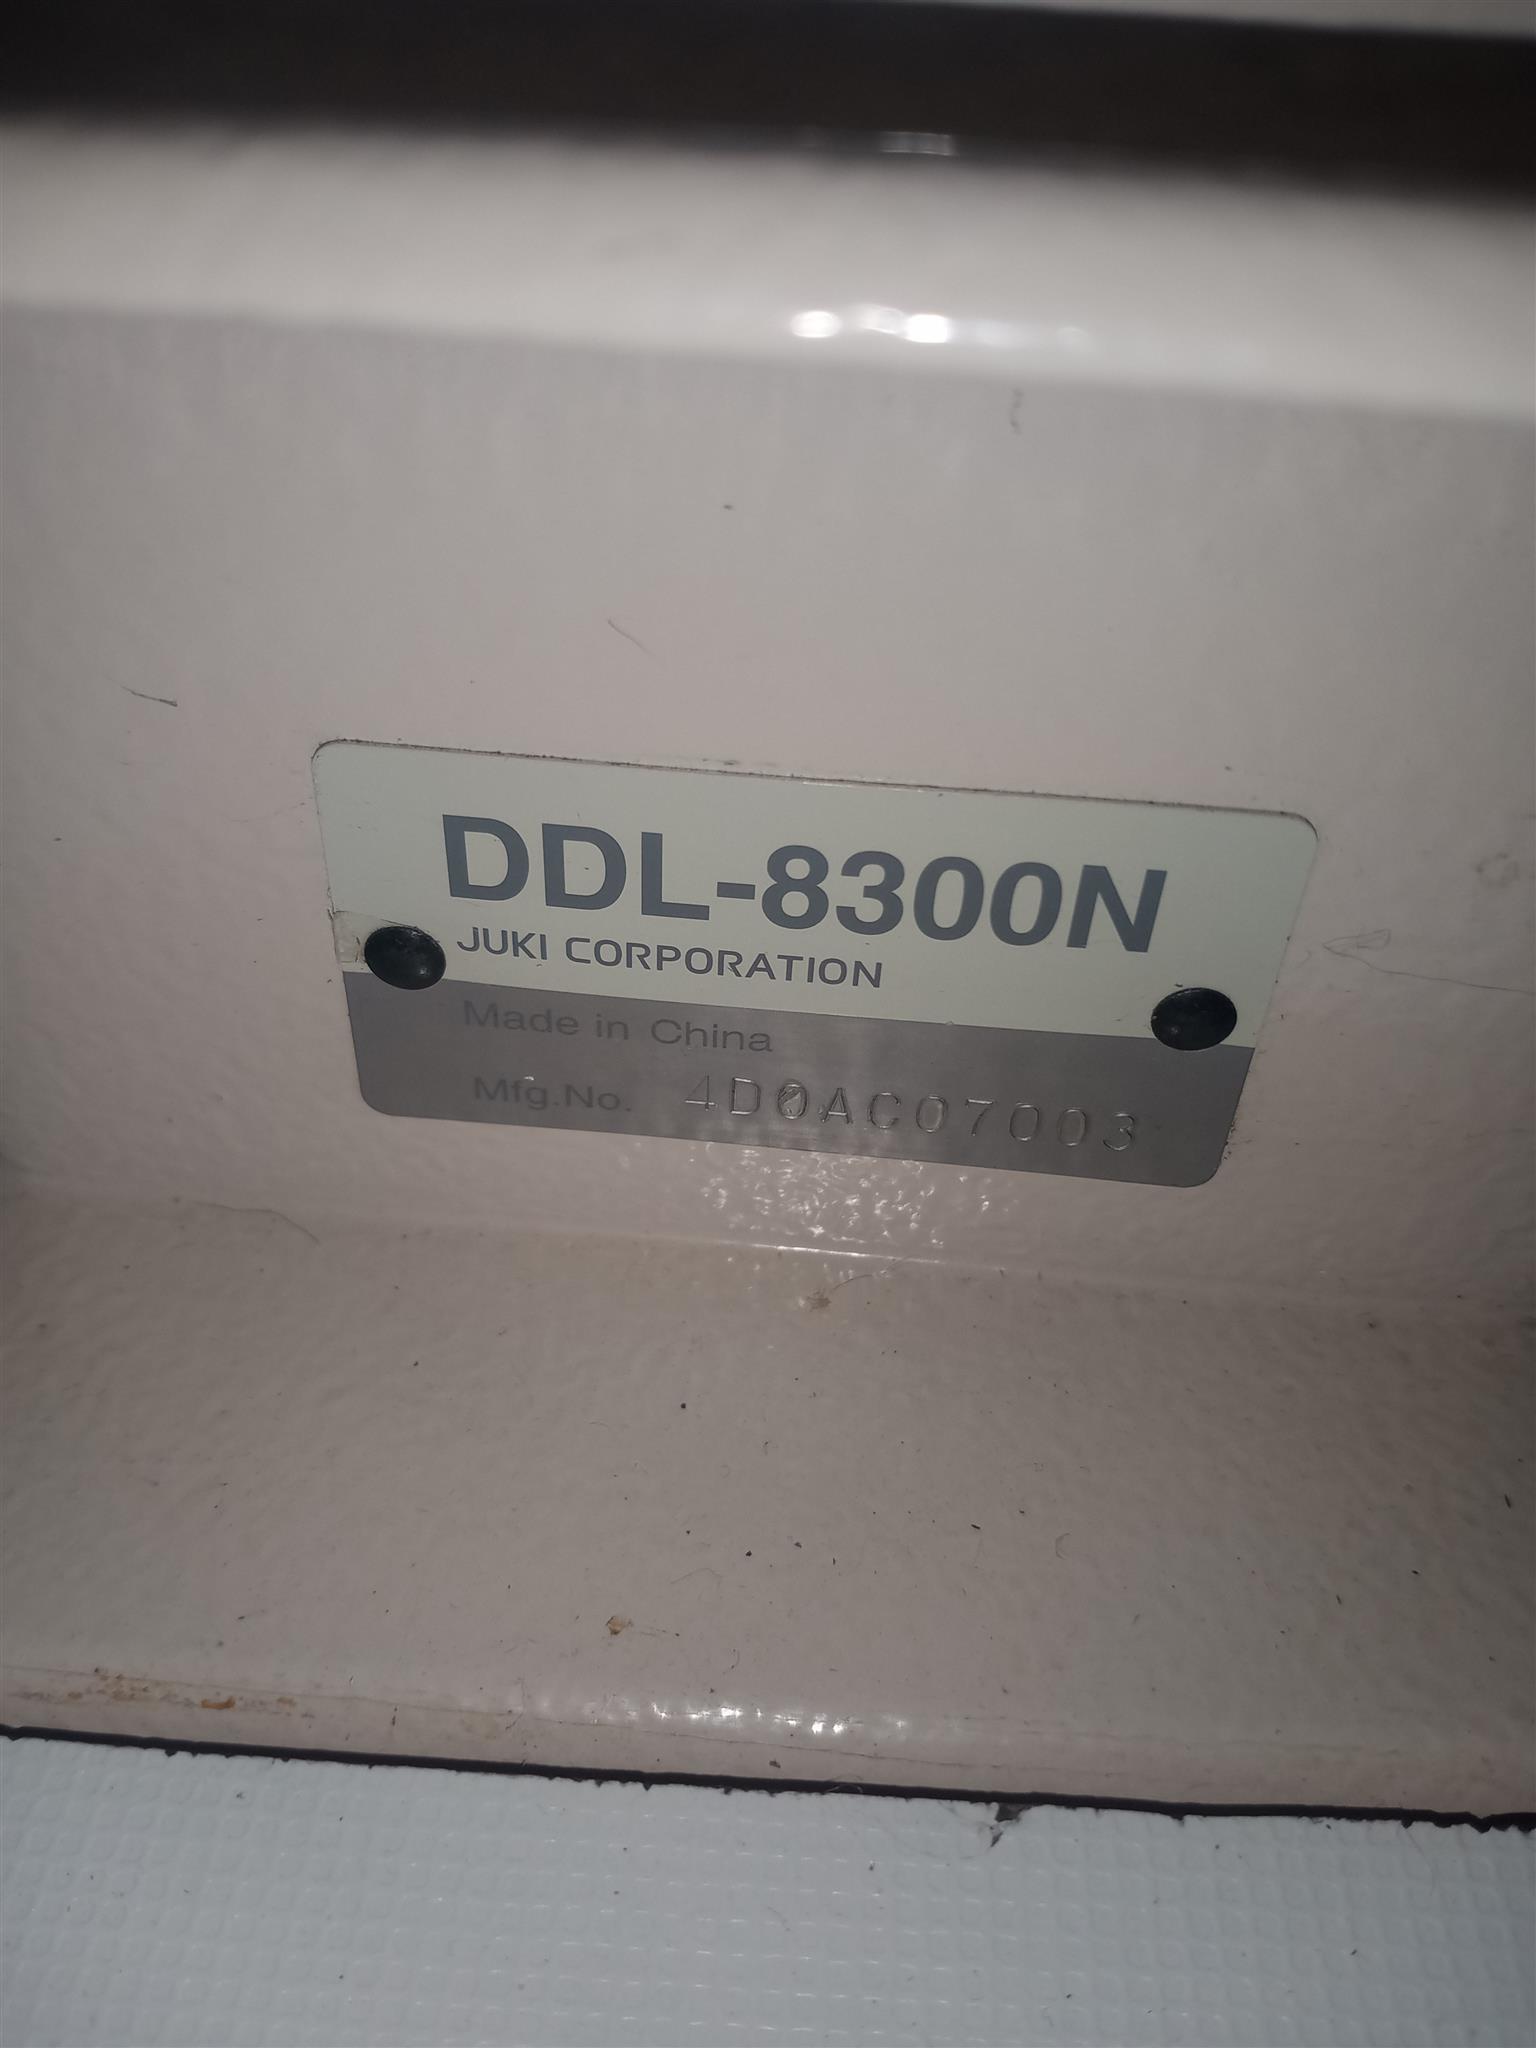 DDL-8300N
JUKI CORPORATION
Made in China
Mfg.No. 4D0AC07003